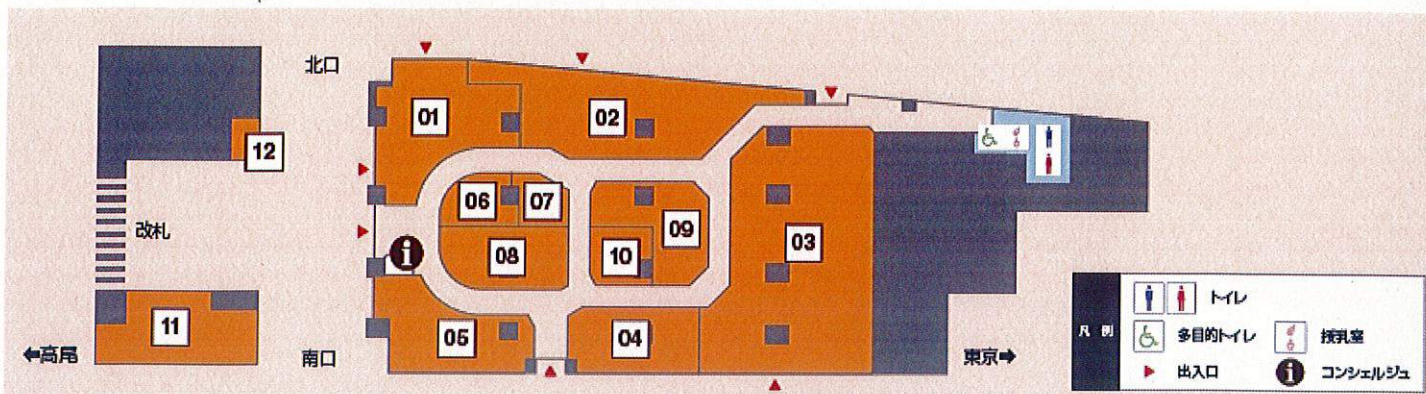 北口
01
02
12
06
07
改札
09
03
08
10
i
トイレ
11
凡例
05
04
多目的トイレ
授乳室
←高尾
南口
東京→
出入口
i
コンシェルジュ